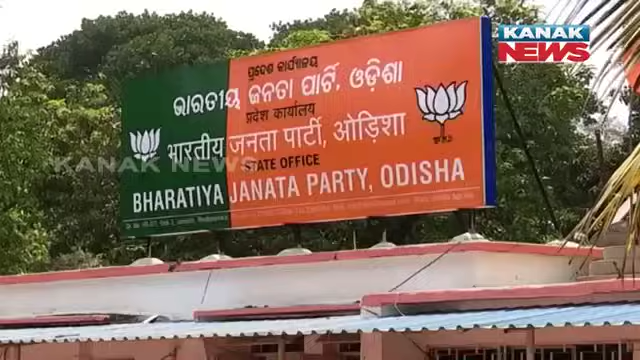 KANAK
NEWS
ପ୍ରଦେଶ କାର୍ଯ୍ୟାଳୟ
ଭାରତୀୟ ଜନତା ପାର୍ଟି, ଓଡ଼ିଶା
प्रदेश कार्यालय
भारतीय जनता पार्टी, ओड़िशा
KANAK NEWS
STATE OFFICE
BHARATIYA JANATA PARTY, ODISHA